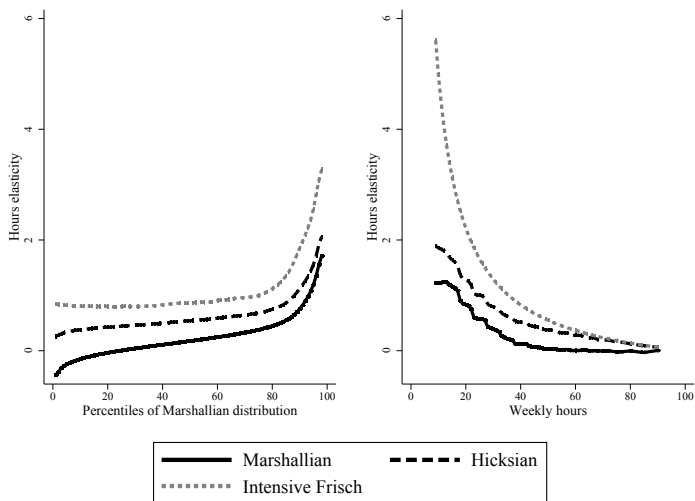 Hours elasticity
6
4
2
0
0
20
40
60
80
100
Percentiles of Marshallian distribution
Hours elasticity
6
4
2
0
0
20
40
60
80
100
Weekly hours
Marshallian
Hicksian
Intensive Frisch